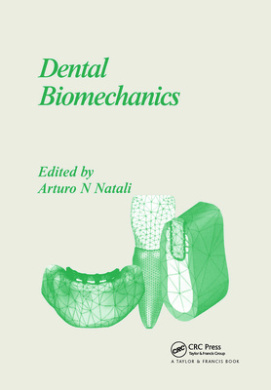 Dental
Biomechanics
Edited by
Arturo N Natali
CRC Press
Taylor & Francis Group
A TAYLOR & FRANCIS BOOK